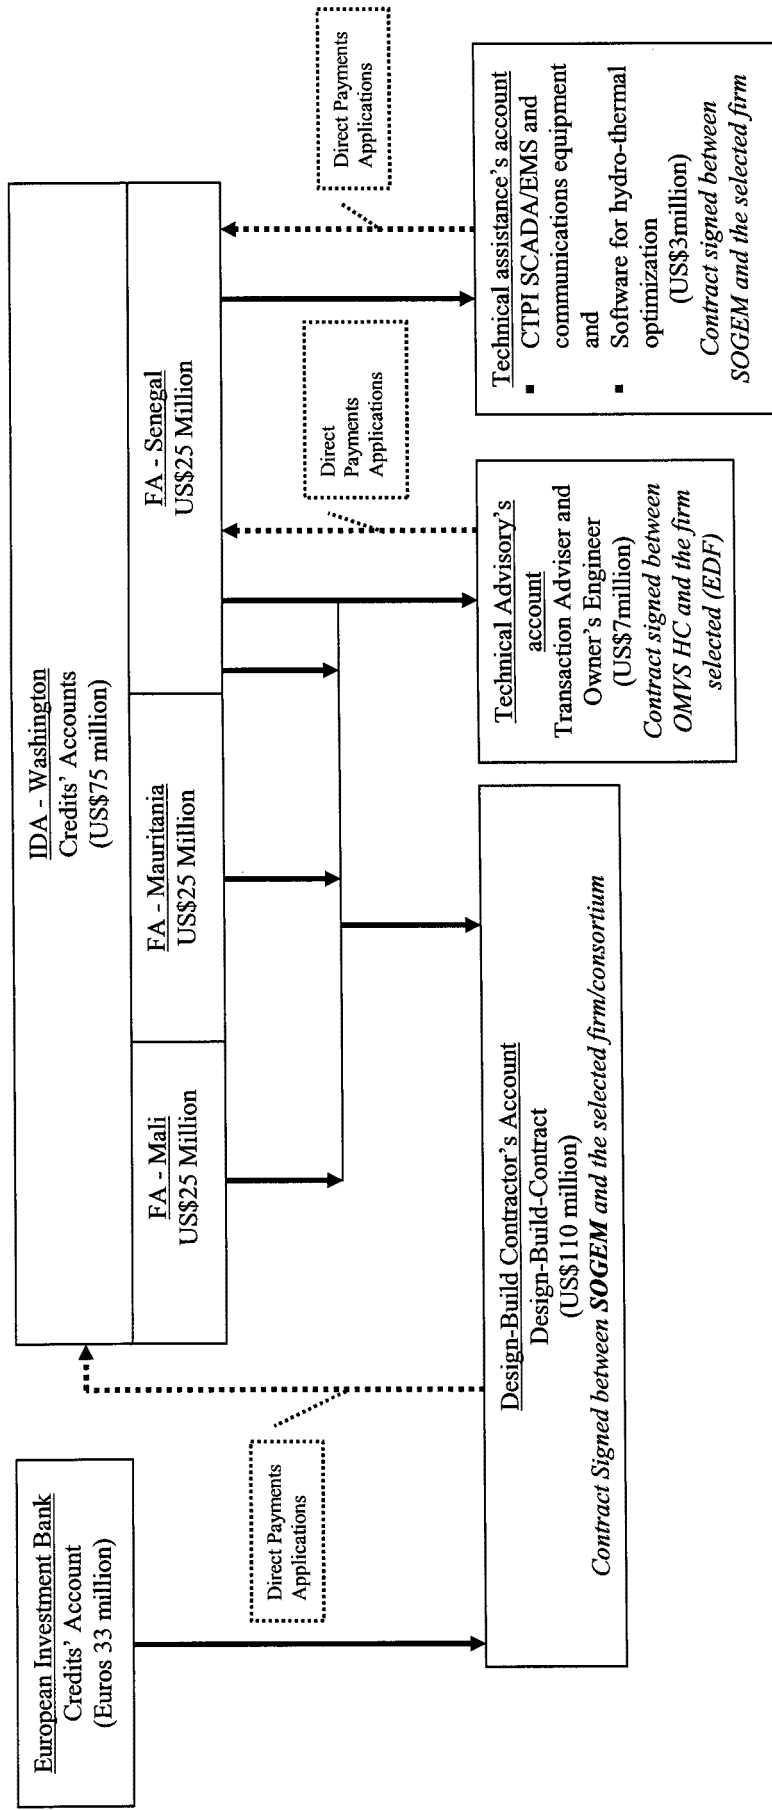 European Investment Bank
Credits' Account
(Euros 33 million)
IDA - Washington
Credits' Accounts
(US$75 million)
FA - Mali
US$25 Million
FA - Mauritania
US$25 Million
FA - Senegal
US$25 Million
Direct Payments
Applications
Direct
Payments
Applications
Direct Payments
Applications
Design-Build Contractor's Account
Design-Build-Contract
(US$110 million)
Contract Signed between SOGEM and the selected firm/consortium
Technical Advisory's
account
Transaction Adviser and
Owner's Engineer
(US$7million)
Contract signed between
OMVS HC and the firm
selected (EDF)
Technical assistance's account
▪ CTPI SCADA/EMS and
communications equipment
and
▪ Software for hydro-thermal
optimization
(US$3million)
Contract signed between
SOGEM and the selected firm